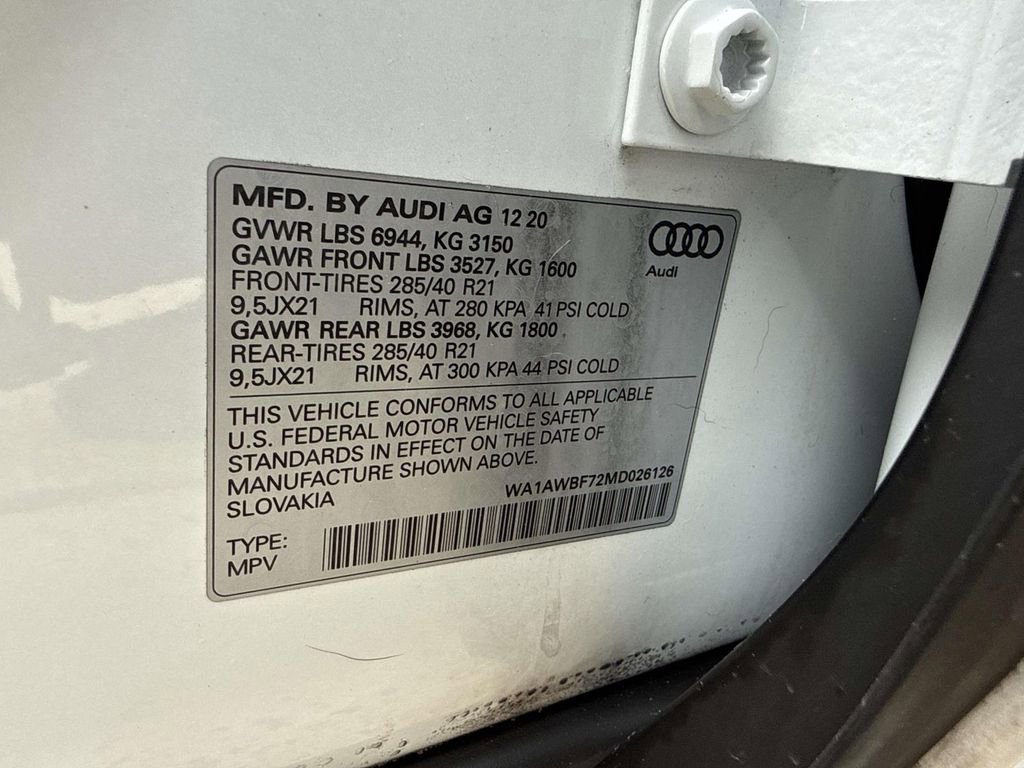 MFD. BY AUDI AG 12 20
GVWR LBS 6944, KG 3150
GAWR FRONT LBS 3527, KG 1600
FRONT-TIRES 285/40 R21
9,5JX21 RIMS, AT 280 KPA 41 PSI COLD
GAWR REAR LBS 3968, KG 1800
REAR-TIRES 285/40 R21
9,5JX21 RIMS, AT 300 KPA 44 PSI COLD
Audi
THIS VEHICLE CONFORMS TO ALL APPLICABLE
U.S. FEDERAL MOTOR VEHICLE SAFETY
STANDARDS IN EFFECT ON THE DATE OF
MANUFACTURE SHOWN ABOVE.
SLOVAKIA
WA1AWBF72MD026126
TYPE:
MPV